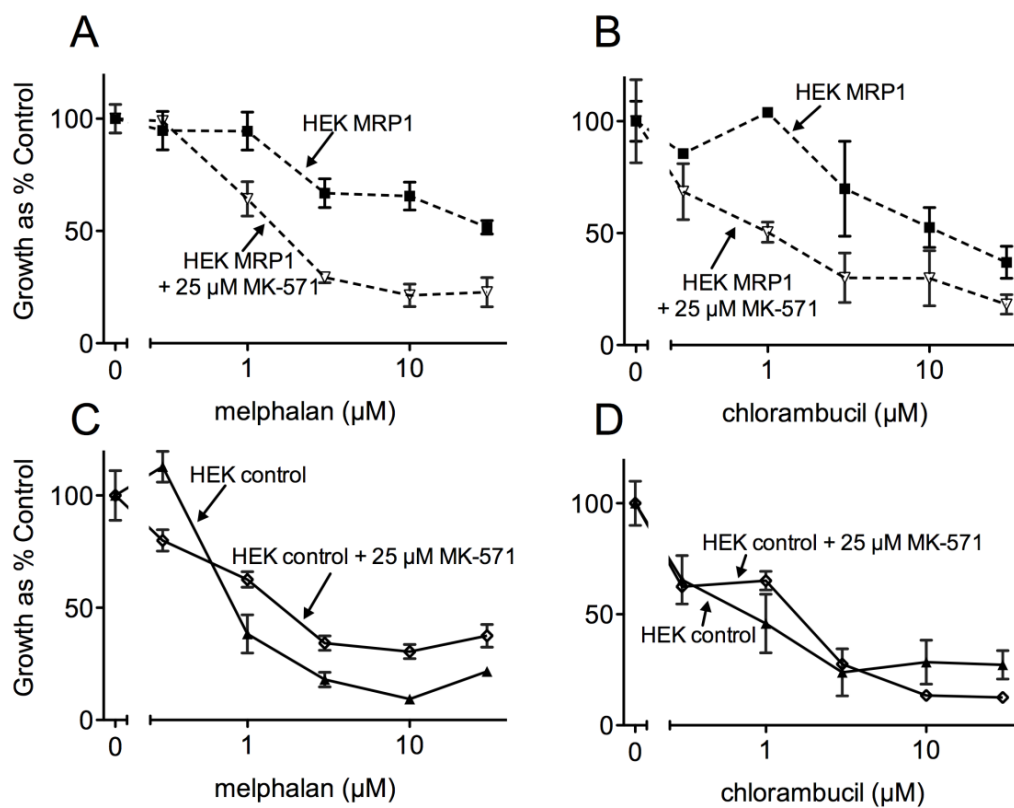 A
Growth as % Control
100
50
0
HEK MRP1
HEK MRP1
+ 25 µM MK-571
0
1
10
melphalan (µM)
B
100
50
0
HEK MRP1
HEK MRP1
+ 25 µM MK-571
0
1
10
chlorambucil (µM)
C
Growth as % Control
100
50
0
HEK control
HEK control + 25 µM MK-571
0
1
10
melphalan (µM)
D
100
50
0
HEK control + 25 µM MK-571
HEK control
0
1
10
chlorambucil (µM)